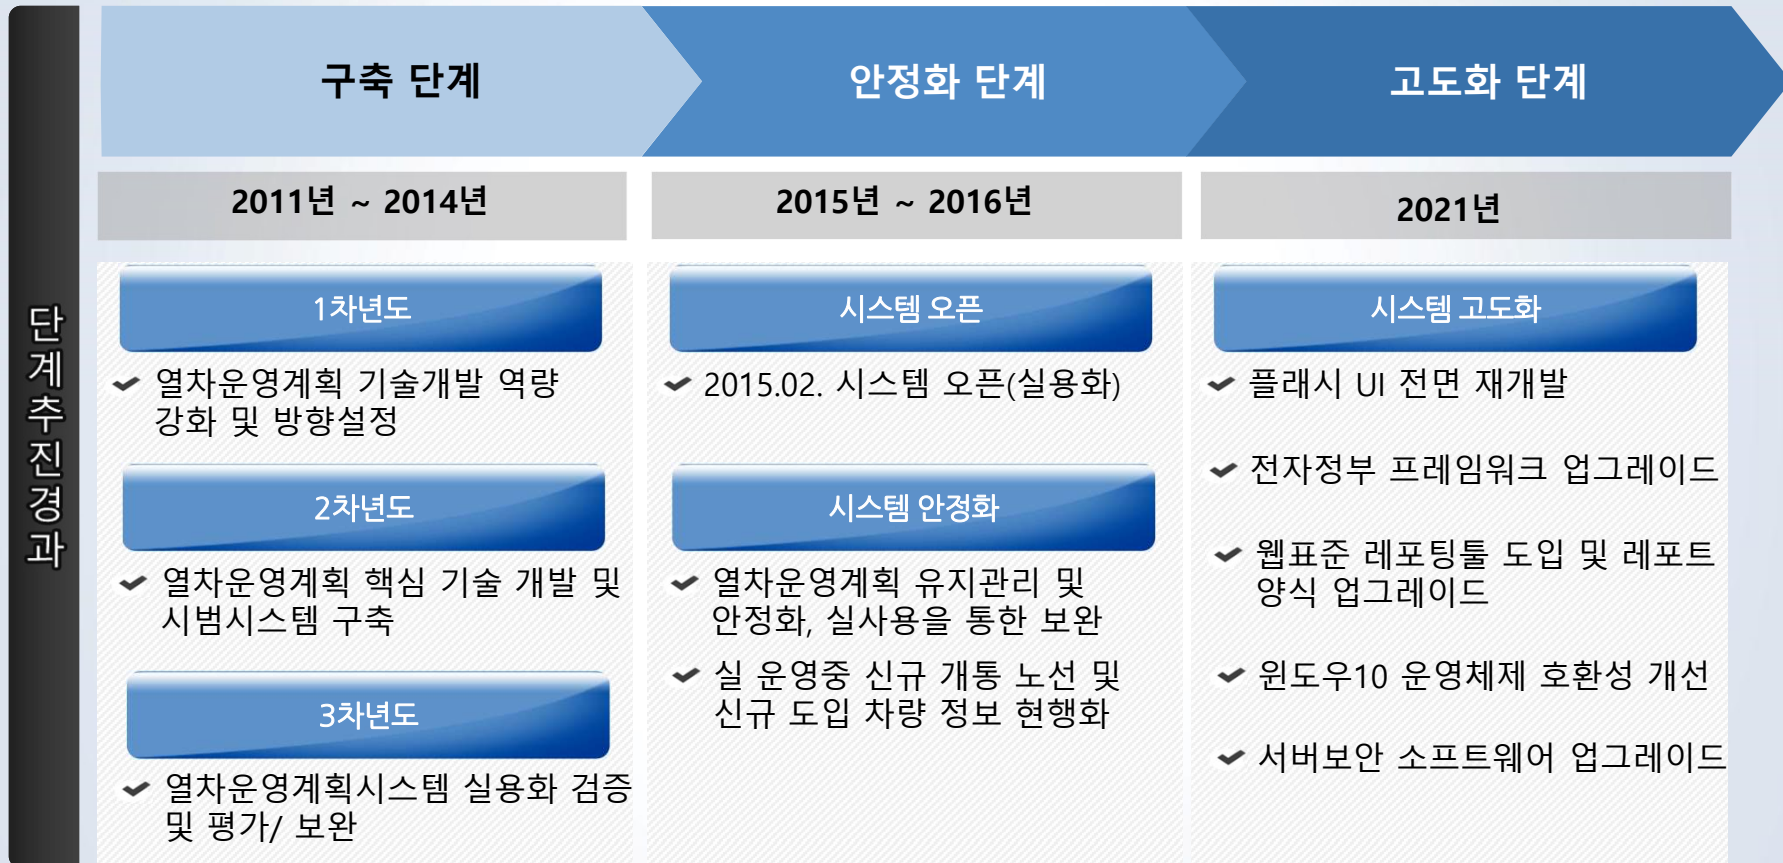 단계추진경과
구축 단계
안정화 단계
고도화 단계
2011년 ~ 2014년
2015년 ~ 2016년
2021년
1차년도
열차운영계획 기술개발 역량
강화 및 방향설정
2차년도
열차운영계획 핵심 기술 개발 및
시범시스템 구축
3차년도
열차운영계획시스템 실용화 검증
및 평가/ 보완
시스템 오픈
2015.02. 시스템 오픈(실용화)
시스템 안정화
열차운영계획 유지관리 및
안정화, 실사용을 통한 보완
실 운영중 신규 개통 노선 및
신규 도입 차량 정보 현행화
시스템 고도화
플래시 UI 전면 재개발
전자정부 프레임워크 업그레이드
웹표준 레포팅툴 도입 및 레포트
양식 업그레이드
윈도우10 운영체제 호환성 개선
서버보안 소프트웨어 업그레이드